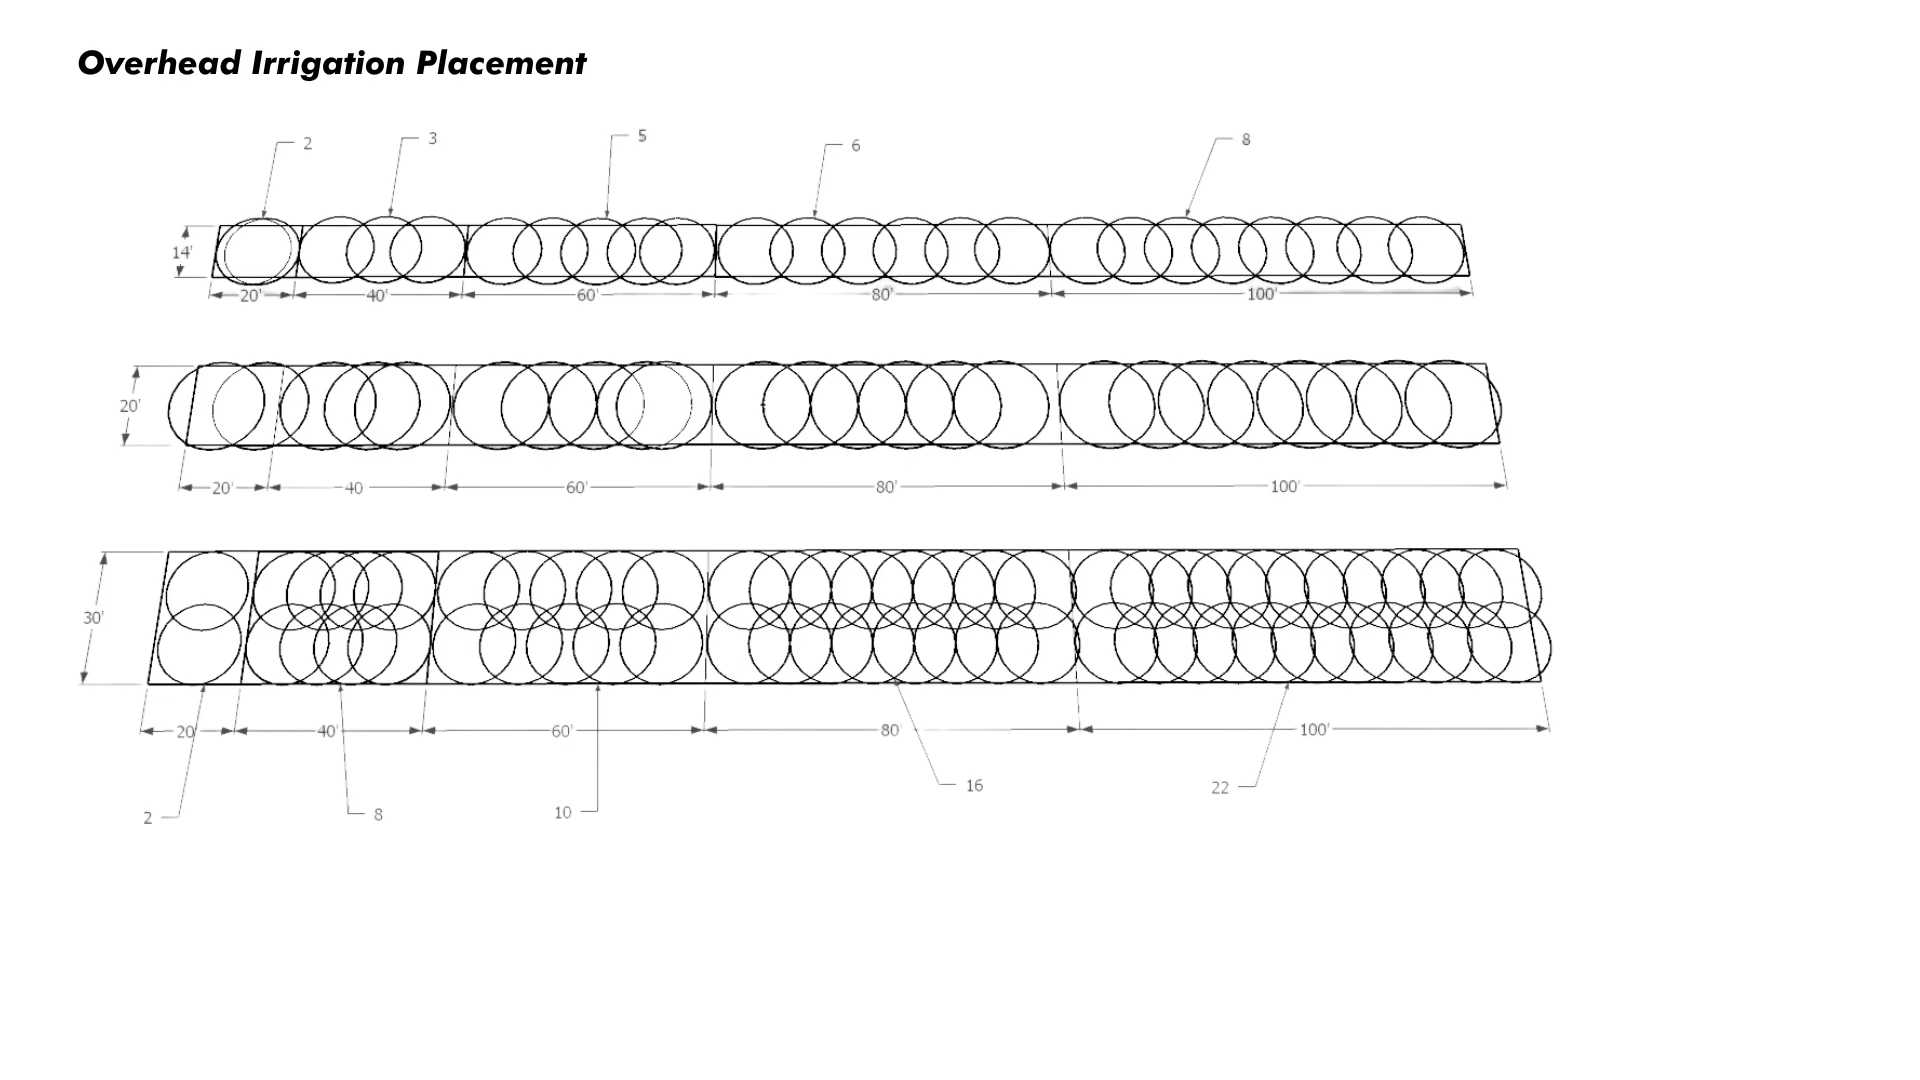 Overhead Irrigation Placement
2 3 5 6 8
14'
20' 40' 60' 80' 100'
20'
20' 40 60' 80' 100'
30'
20' 40' 60' 80' 100'
2 8 10 16 22